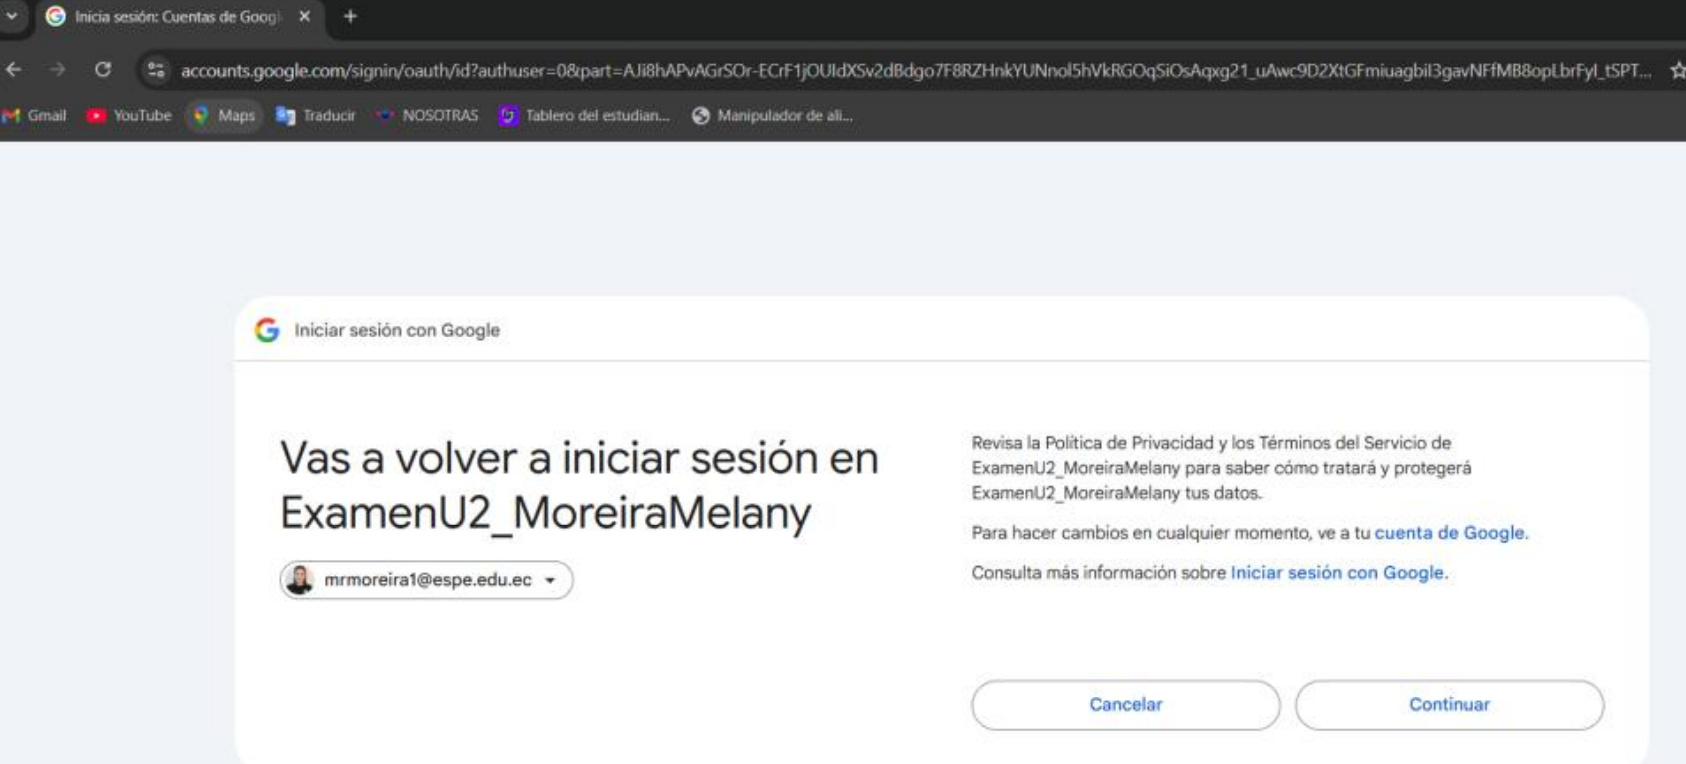 Inicia sesión: Cuentas de Googl
accounts.google.com/signin/oauth/id?authuser=0&part=
Gmail YouTube Maps Traducir NOSOTRAS Tablero del estudian... Manipulador de ali...
Iniciar sesión con Google
Vas a volver a iniciar sesión en
ExamenU2_MoreiraMelany
mrmoreira1@espe.edu.ec
Revisa la Política de Privacidad y los Términos del Servicio de
ExamenU2_MoreiraMelany para saber cómo tratará y protegerá
ExamenU2_MoreiraMelany tus datos.
Para hacer cambios en cualquier momento, ve a tu cuenta de Google.
Consulta más información sobre Iniciar sesión con Google.
Cancelar Continuar